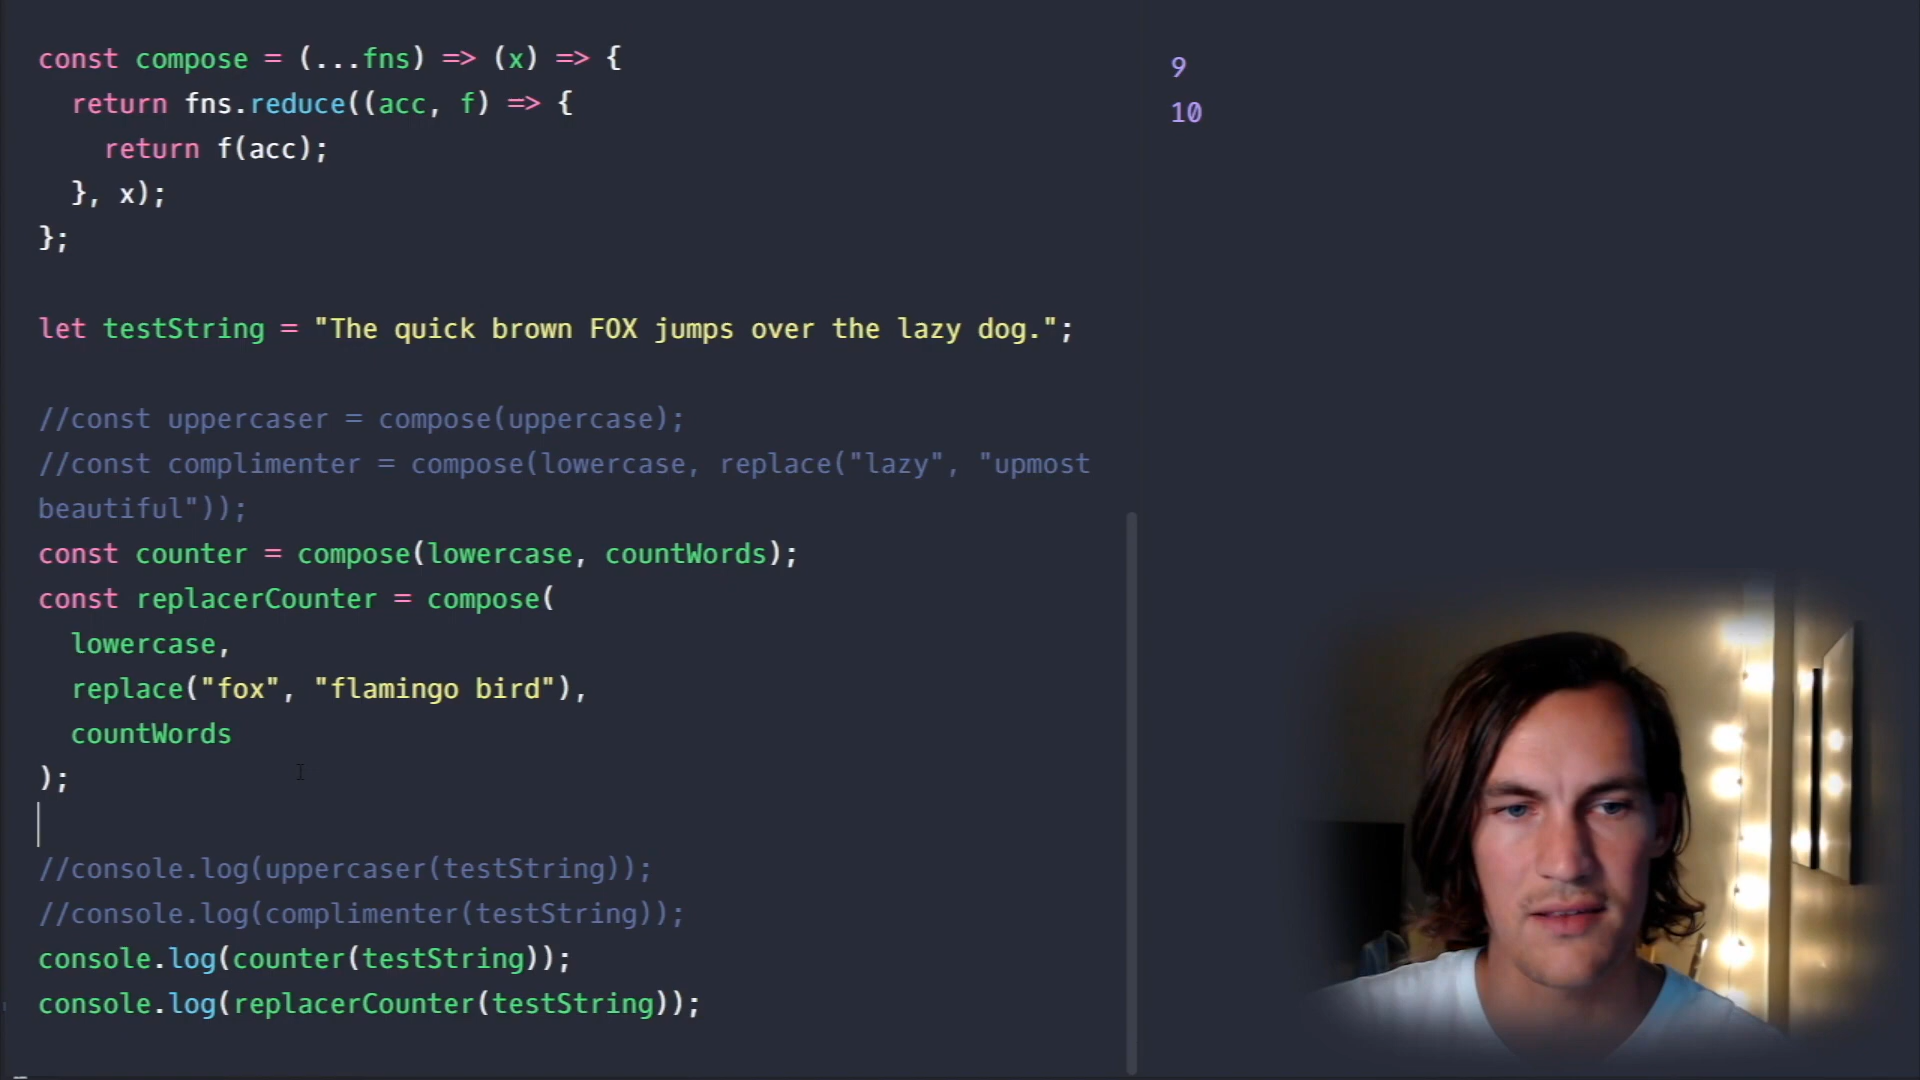 const compose = (...fns) => (x) => {
  return fns.reduce((acc, f) => {
    return f(acc);
  }, x);
};
let testString = "The quick brown FOX jumps over the lazy dog.";
//const uppercaser = compose(uppercase);
//const complimenter = compose(lowercase, replace("lazy", "upmost
beautiful"));
const counter = compose(lowercase, countWords);
const replacerCounter = compose(
  lowercase,
  replace("fox", "flamingo bird"),
  countWords
);
//console.log(uppercaser(testString));
//console.log(complimenter(testString));
console.log(counter(testString));
console.log(replacerCounter(testString));
9
10